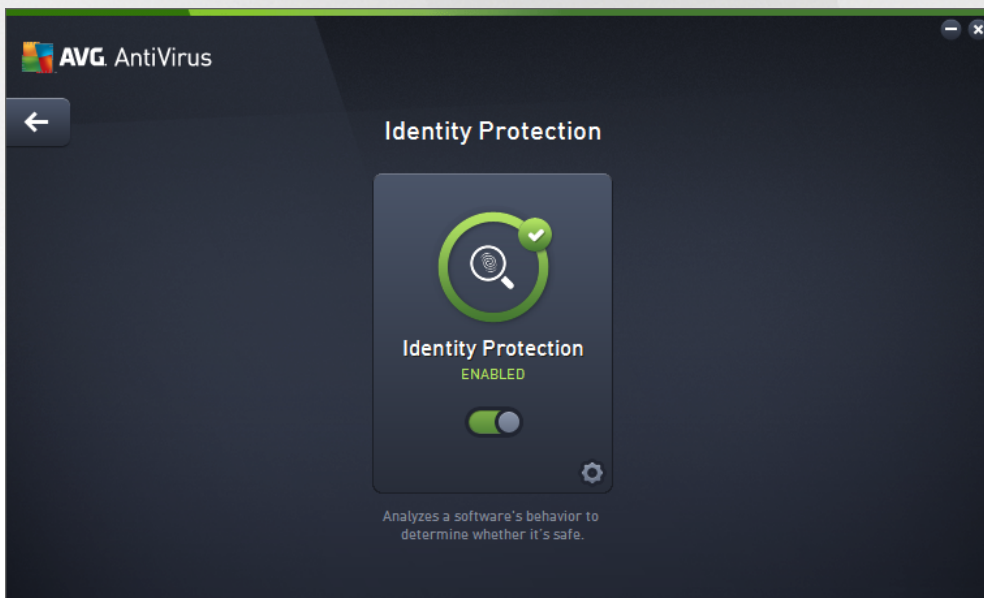 AVG. AntiVirus
Identity Protection
Identity Protection
ENABLED
Analyzes a software's behavior to
determine whether it's safe.